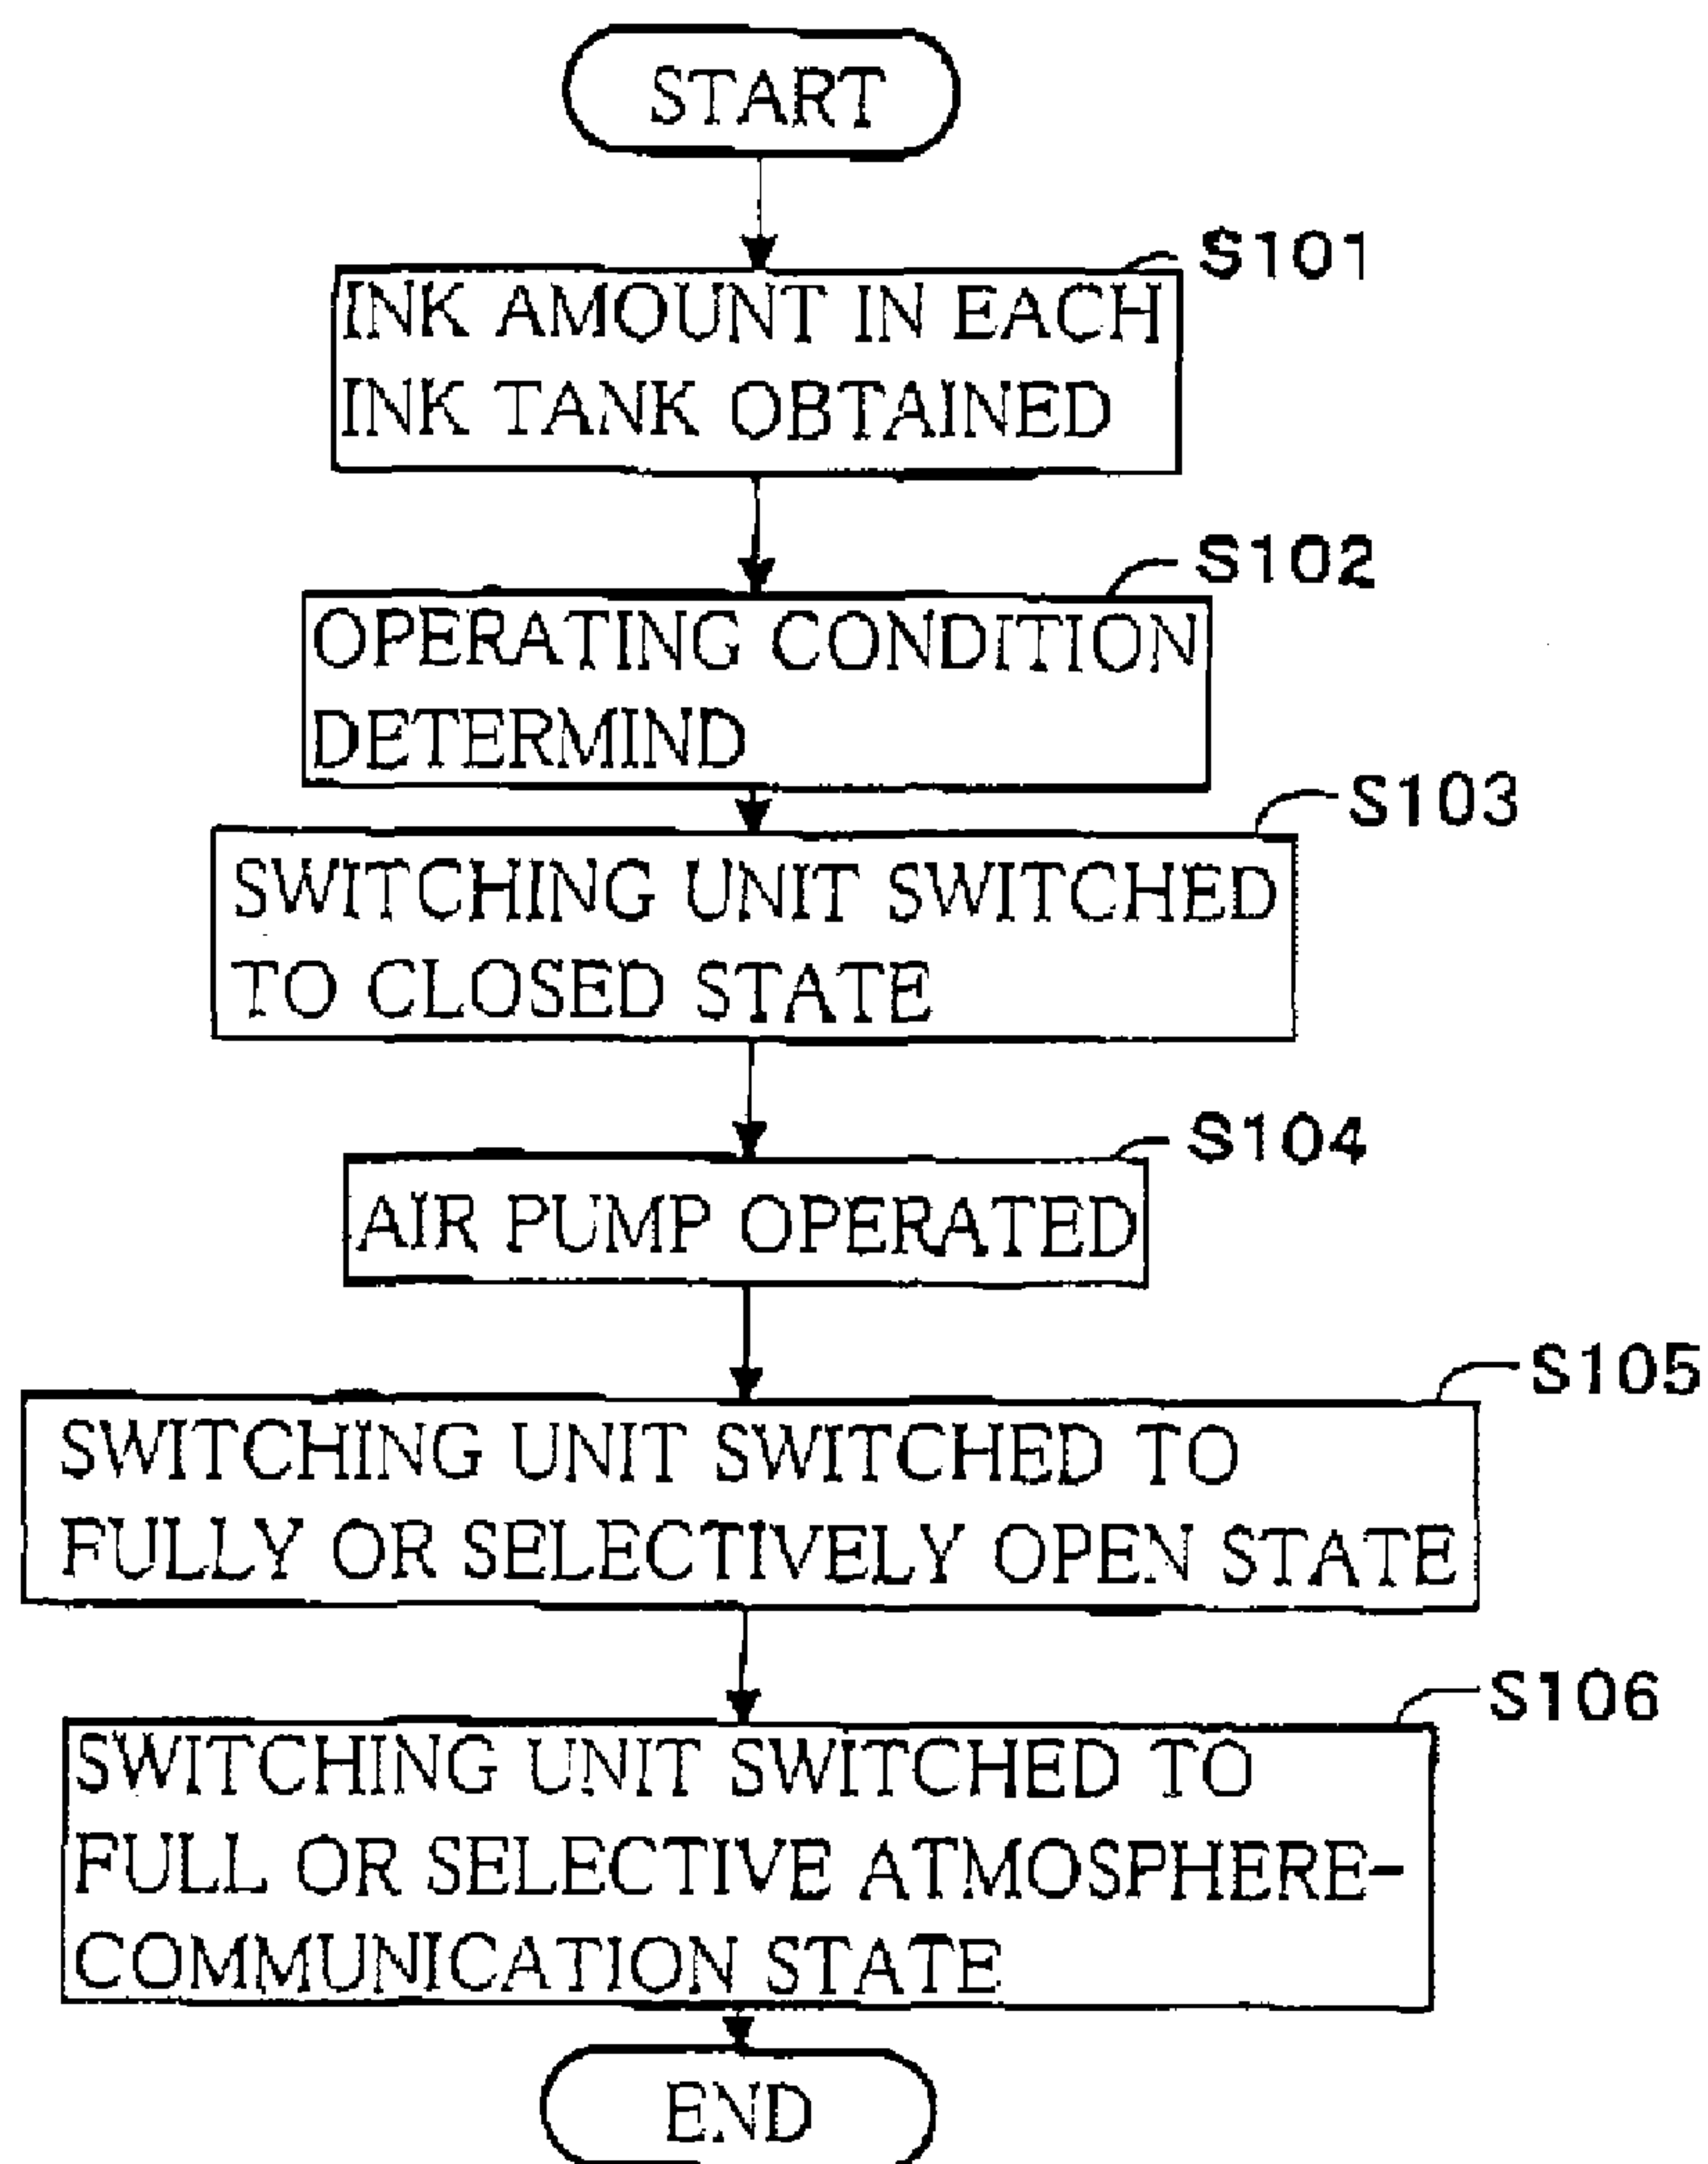 START
S101
INK AMOUNT IN EACH
INK TANK OBTAINED
S102
OPERATING CONDITION
DETERMIND
S103
SWITCHING UNIT SWITCHED
TO CLOSED STATE
S104
AIR PUMP OPERATED
S105
SWITCHING UNIT SWITCHED TO
FULLY OR SELECTIVELY OPEN STATE
S106
SWITCHING UNIT SWITCHED TO
FULL OR SELECTIVE ATMOSPHERE-
COMMUNICATION STATE
END